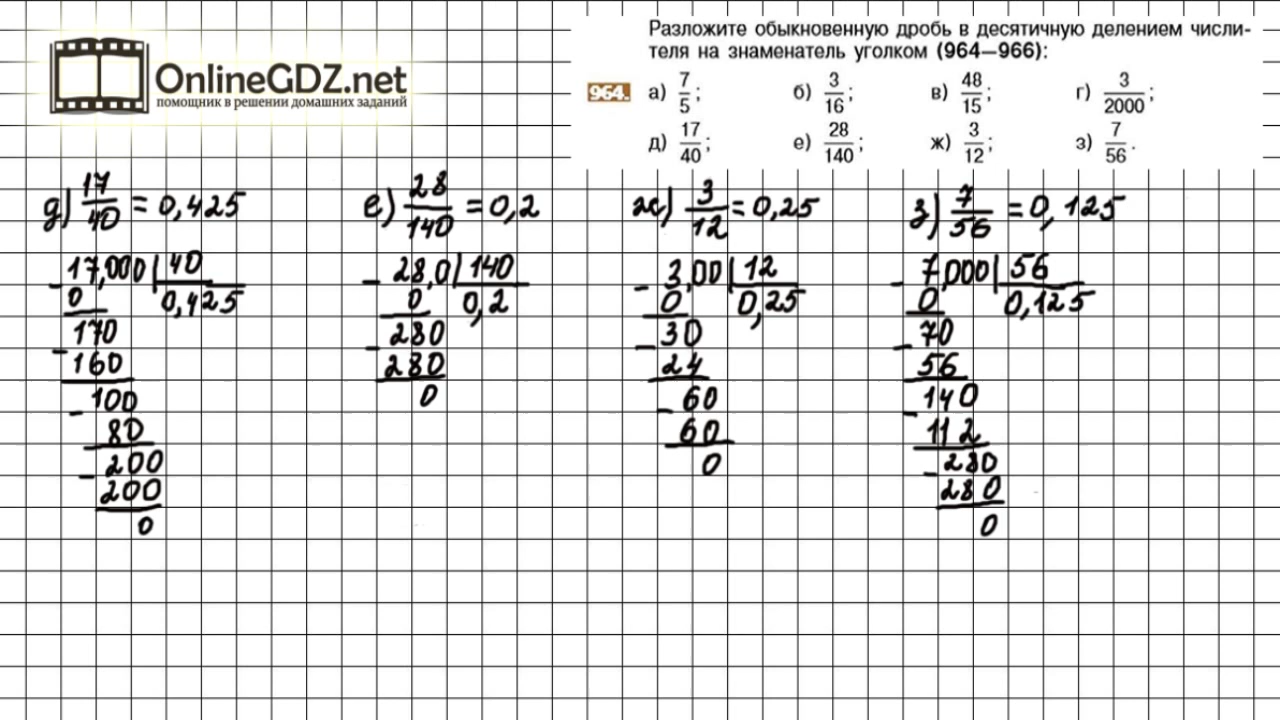 OnlineGDZ.net
помощник в решении домашних заданий
Разложите обыкновенную дробь в десятичную делением числи-
теля на знаменатель уголком (964—966):
964. а) 7/5; б) 3/16; в) 48/15; г) 3/2000;
д) 17/40; е) 28/140; ж) 3/12; з) 7/56.
д) 17/40 = 0,425
17,000 | 40
0 0,425
170
160
100
80
200
200
0
е) 28/140 = 0,2
28,0 | 140
0 0,2
280
280
0
ж) 3/12 = 0,25
3,00 | 12
0 0,25
30
24
60
60
0
з) 7/56 = 0,125
7,000 | 56
0 0,125
70
56
140
112
280
280
0